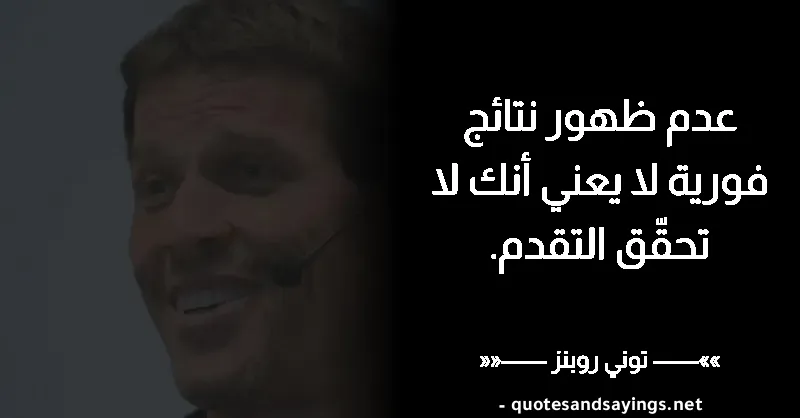 عدم ظهور نتائج
فورية لا يعني أنك لا
تحقّق التقدم.
»»—— توني روبنز ——««
- quotesandsayings.net